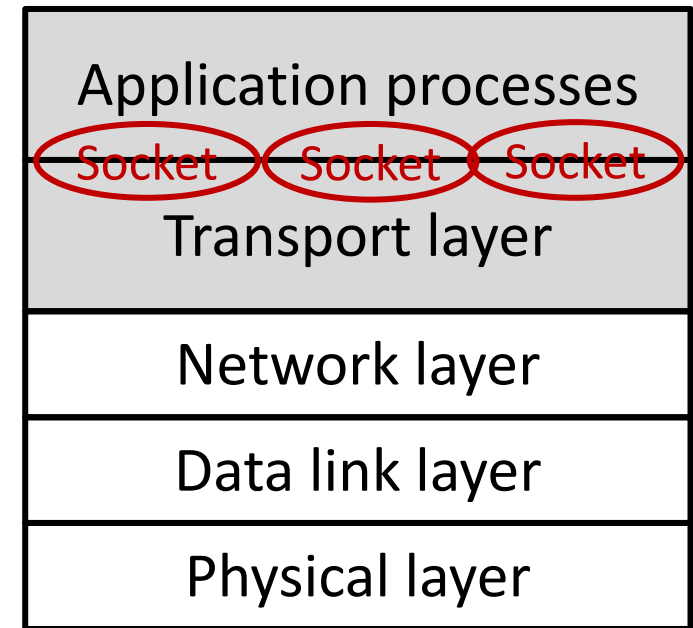 Application processes
Socket Socket Socket
Transport layer
Network layer
Data link layer
Physical layer